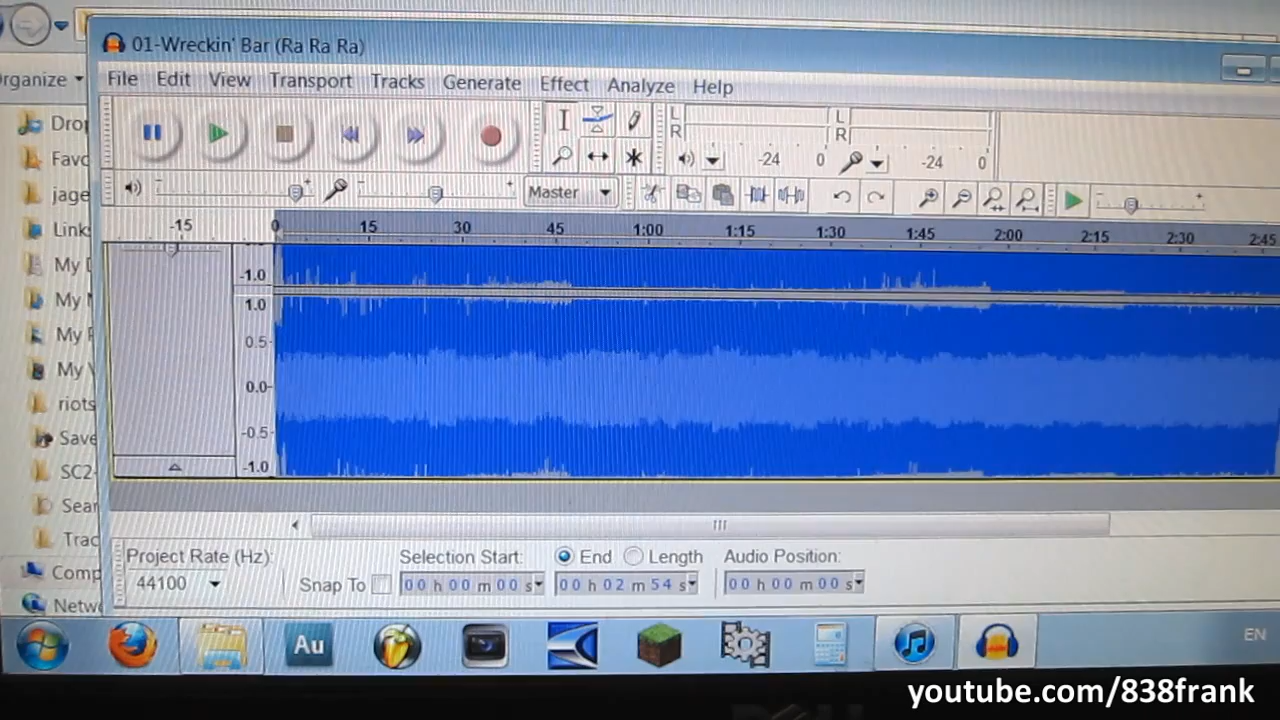 01-Wreckin' Bar (Ra Ra Ra)
rganize
File Edit View Transport Tracks Generate Effect Analyze Help
Drop
Favo
jage
Link
My
My
My
My
riots
Save
SC2
Sear
Trac
Comp
Netwo
L
R
-24 0
L
R
-24 0
Master
-15 0 15 30 45 1:00 1:15 1:30 1:45 2:00 2:15 2:30 2:45
-1.0
1.0
0.5
0.0
-0.5
-1.0
Project Rate (Hz):
44100
Snap To
Selection Start:
00 h 00 m 00 s
End Length
00 h 02 m 54 s
Audio Position:
00 h 00 m 00 s
Au
EN
youtube.com/838frank